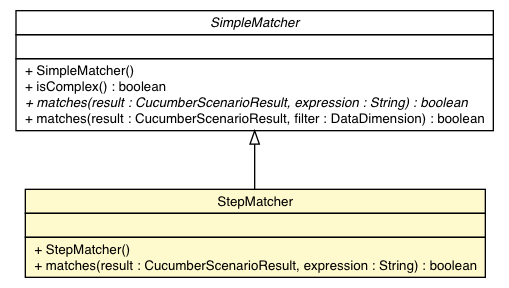 SimpleMatcher
+ SimpleMatcher()
+ isComplex() : boolean
+ matches(result : CucumberScenarioResult, expression : String) : boolean
+ matches(result : CucumberScenarioResult, filter : DataDimension) : boolean
StepMatcher
+ StepMatcher()
+ matches(result : CucumberScenarioResult, expression : String) : boolean